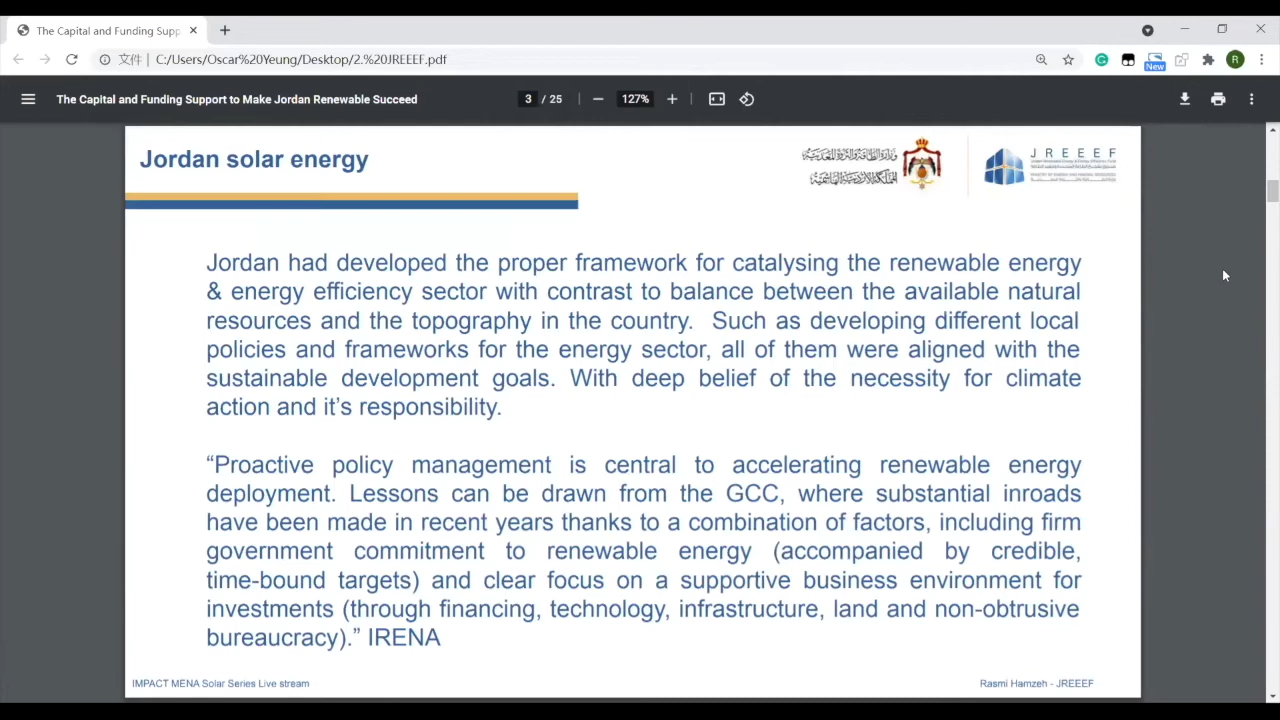 The Capital and Funding Supp
文件 | C:/Users/Oscar%20Yeung/Desktop/2.%20JREEEF.pdf
New
R
The Capital and Funding Support to Make Jordan Renewable Succeed
3 / 25
127%
Jordan solar energy
JREEEF
Jordan had developed the proper framework for catalysing the renewable energy
& energy efficiency sector with contrast to balance between the available natural
resources and the topography in the country. Such as developing different local
policies and frameworks for the energy sector, all of them were aligned with the
sustainable development goals. With deep belief of the necessity for climate
action and it’s responsibility.
“Proactive policy management is central to accelerating renewable energy
deployment. Lessons can be drawn from the GCC, where substantial inroads
have been made in recent years thanks to a combination of factors, including firm
government commitment to renewable energy (accompanied by credible,
time-bound targets) and clear focus on a supportive business environment for
investments (through financing, technology, infrastructure, land and non-obtrusive
bureaucracy).” IRENA
IMPACT MENA Solar Series Live stream
Rasmi Hamzeh - JREEEF